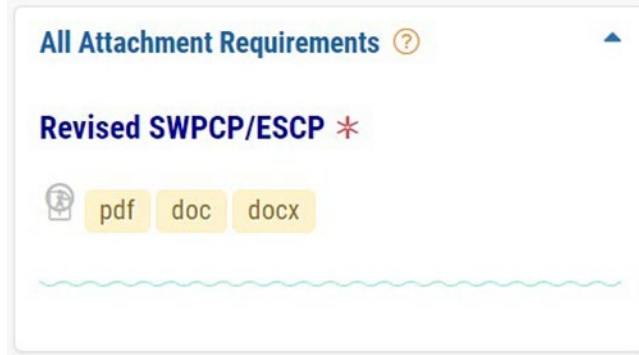 All Attachment Requirements ?
Revised SWPCP/ESCP *
pdf doc docx